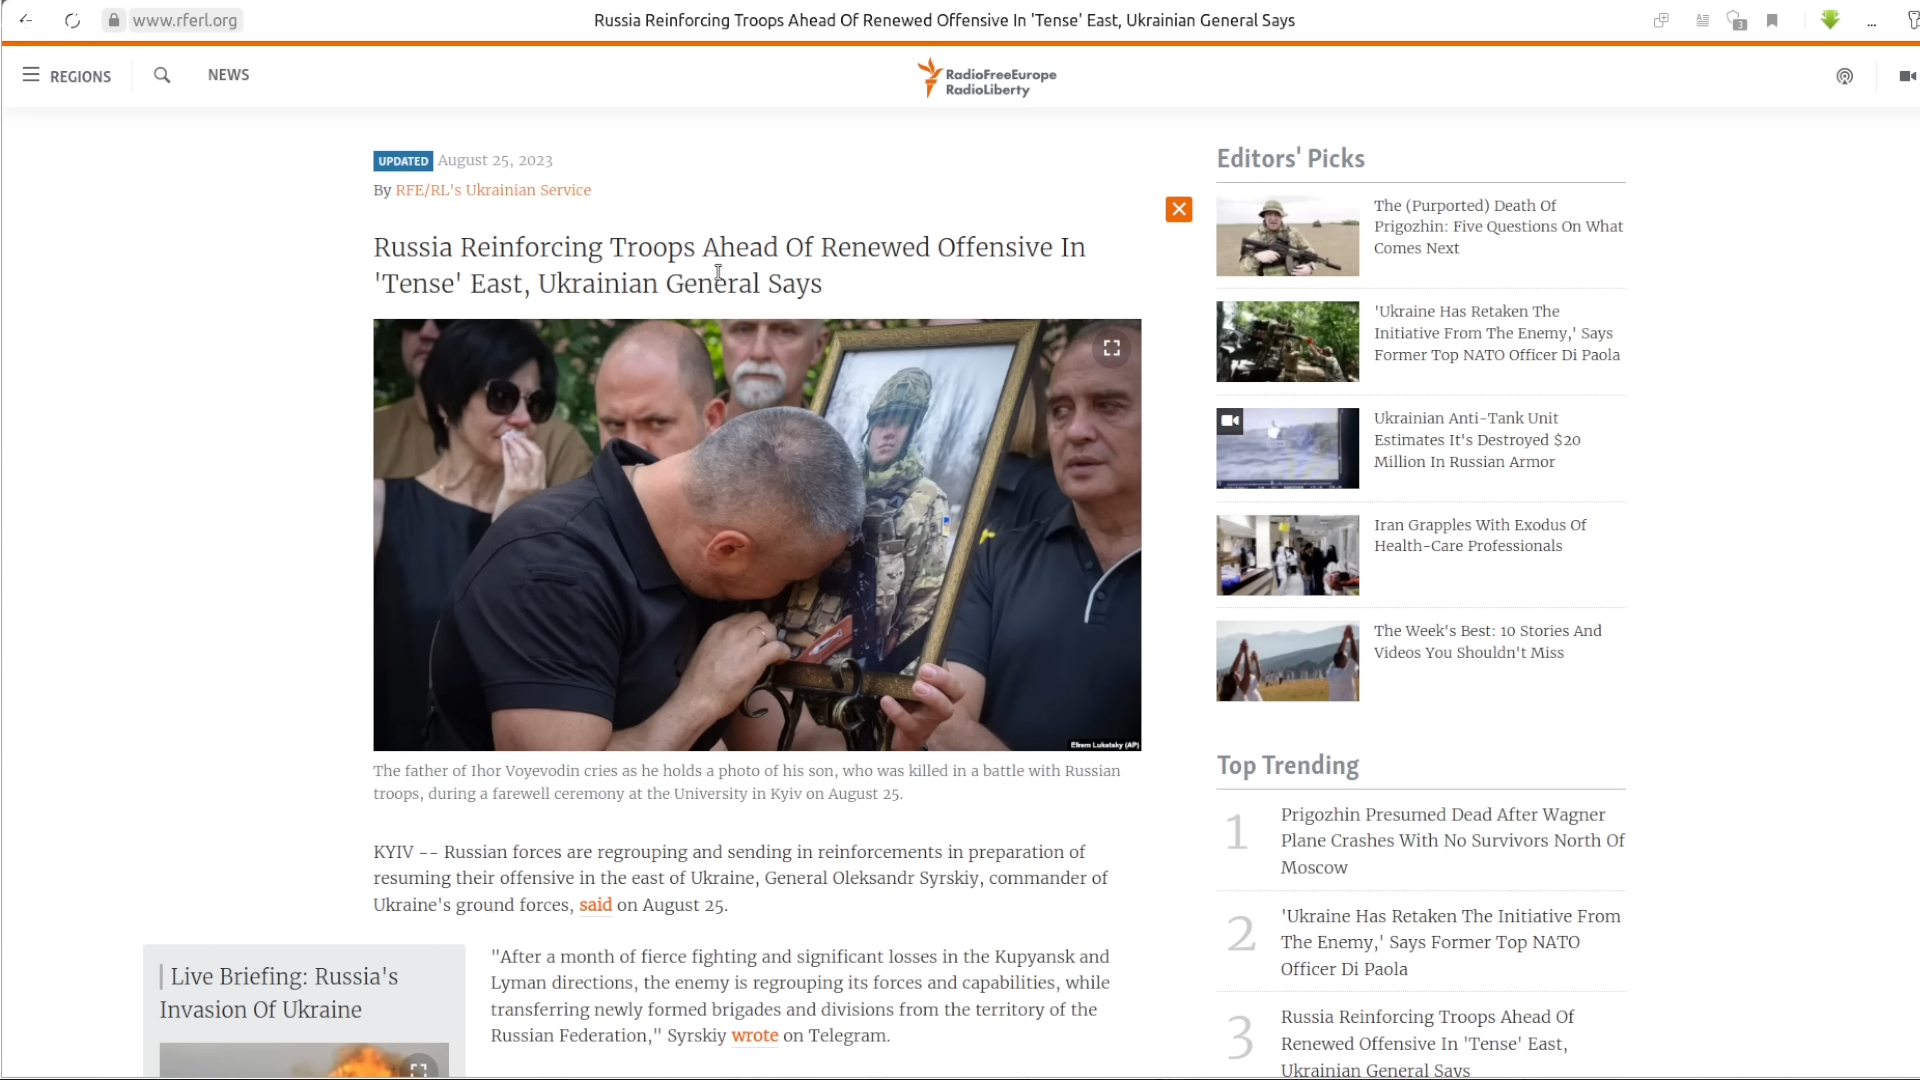 www.rferl.org
Russia Reinforcing Troops Ahead Of Renewed Offensive In 'Tense' East, Ukrainian General Says
3
...
REGIONS
NEWS
RadioFreeEurope
RadioLiberty
UPDATED August 25, 2023
By RFE/RL's Ukrainian Service
Russia Reinforcing Troops Ahead Of Renewed Offensive In
'Tense' East, Ukrainian General Says
Efrem Lukatsky (AP)
The father of Ihor Voyevodin cries as he holds a photo of his son, who was killed in a battle with Russian
troops, during a farewell ceremony at the University in Kyiv on August 25.
KYIV -- Russian forces are regrouping and sending in reinforcements in preparation of
resuming their offensive in the east of Ukraine, General Oleksandr Syrskiy, commander of
Ukraine's ground forces, said on August 25.
Live Briefing: Russia's
Invasion Of Ukraine
"After a month of fierce fighting and significant losses in the Kupyansk and
Lyman directions, the enemy is regrouping its forces and capabilities, while
transferring newly formed brigades and divisions from the territory of the
Russian Federation," Syrskiy wrote on Telegram.
Editors' Picks
The (Purported) Death Of
Prigozhin: Five Questions On What
Comes Next
'Ukraine Has Retaken The
Initiative From The Enemy,' Says
Former Top NATO Officer Di Paola
Ukrainian Anti-Tank Unit
Estimates It's Destroyed $20
Million In Russian Armor
Iran Grapples With Exodus Of
Health-Care Professionals
The Week's Best: 10 Stories And
Videos You Shouldn't Miss
Top Trending
1
Prigozhin Presumed Dead After Wagner
Plane Crashes With No Survivors North Of
Moscow
2
'Ukraine Has Retaken The Initiative From
The Enemy,' Says Former Top NATO
Officer Di Paola
3
Russia Reinforcing Troops Ahead Of
Renewed Offensive In 'Tense' East,
Ukrainian General Says